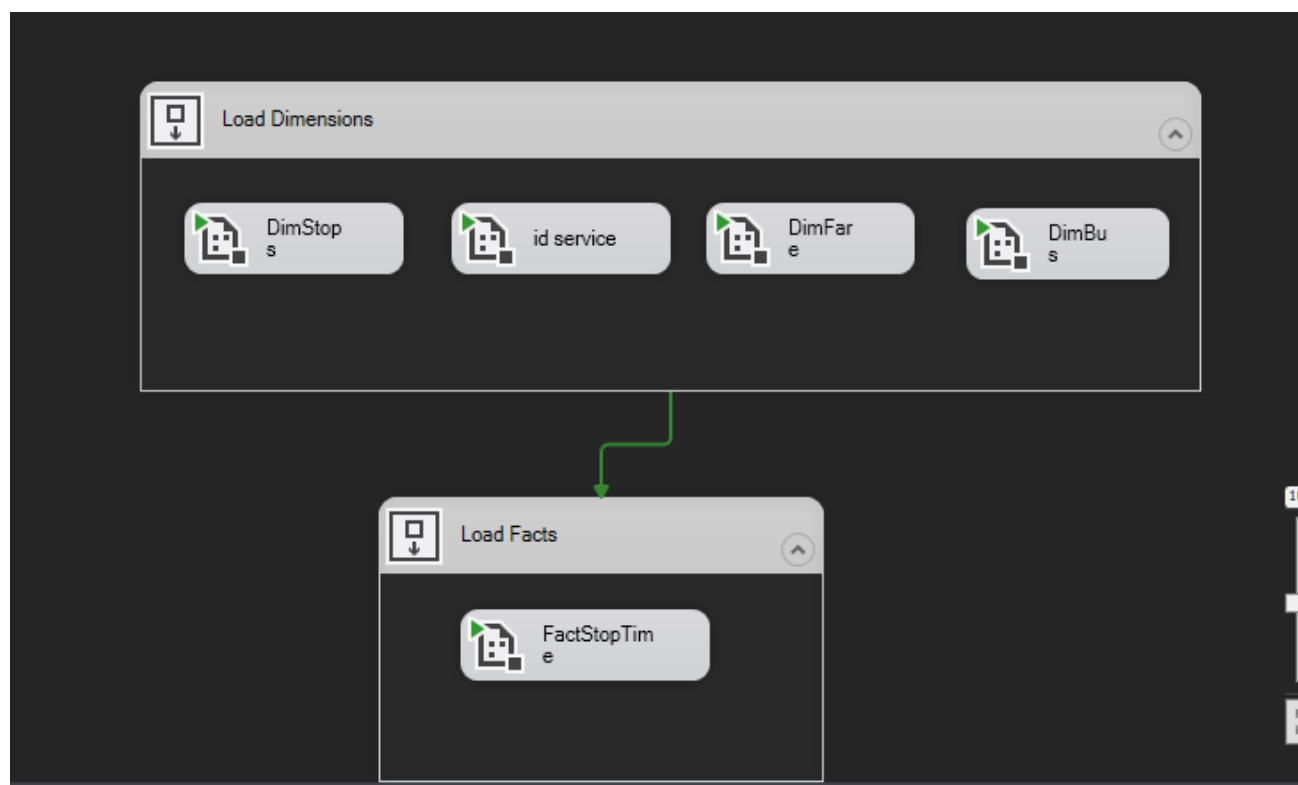 Load Dimensions
DimStop
s
id service
DimFar
e
DimBu
s
Load Facts
FactStopTim
e